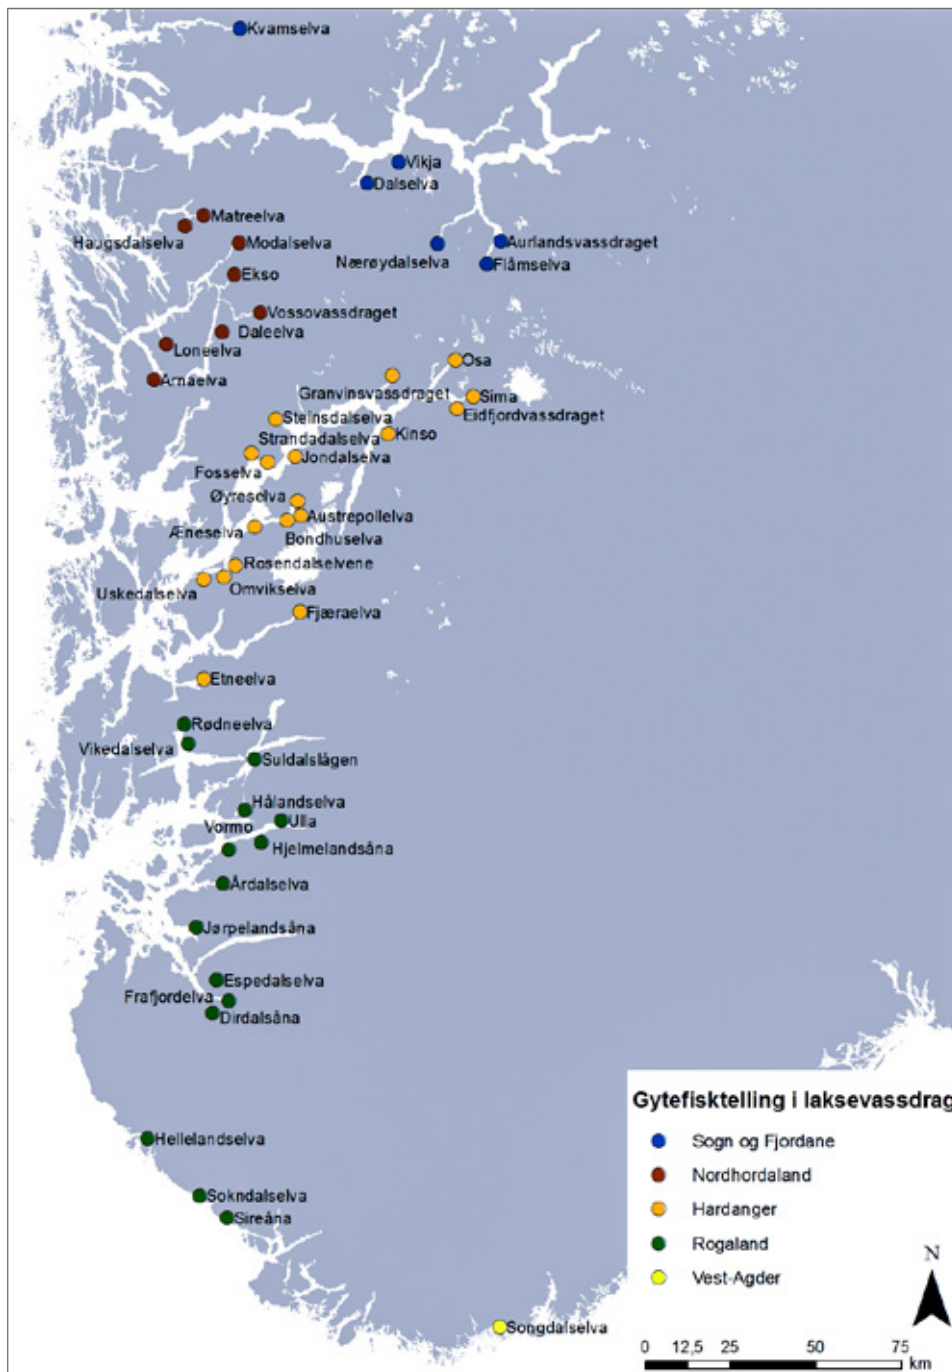 Kvamselva
Vikja
Dalselva
Matreelva
Haugsdalselva
Modalselva
Aurlandsvassdraget
Nærøydalselva
Flåmselva
Ekso
Vossovassdraget
Daleelva
Loneelva
Osa
Arnaelva
Granvinsvassdraget
Sima
Eidfjordvassdraget
Steinsdalselva
Strandadalselva
Kinso
Jondalselva
Fosselva
Øyreselva
Austrepollelva
Æneselva
Bondhuselva
Rosendalselvene
Omvikselva
Uskedalselva
Fjæraelva
Etneelva
Rødneelva
Vikedalselva
Suldalslågen
Hålandselva
Ulla
Vormo
Hjelmelandsåna
Årdalselva
Jørpelandsåna
Espedalselva
Frafjordelva
Dirdalsåna
Hellelandselva
Sokndalselva
Sireåna
Songdalselva
Gytefisktelling i laksevassdrag
Sogn og Fjordane
Nordhordaland
Hardanger
Rogaland
Vest-Agder
N
0 12,5 25 50 75
km